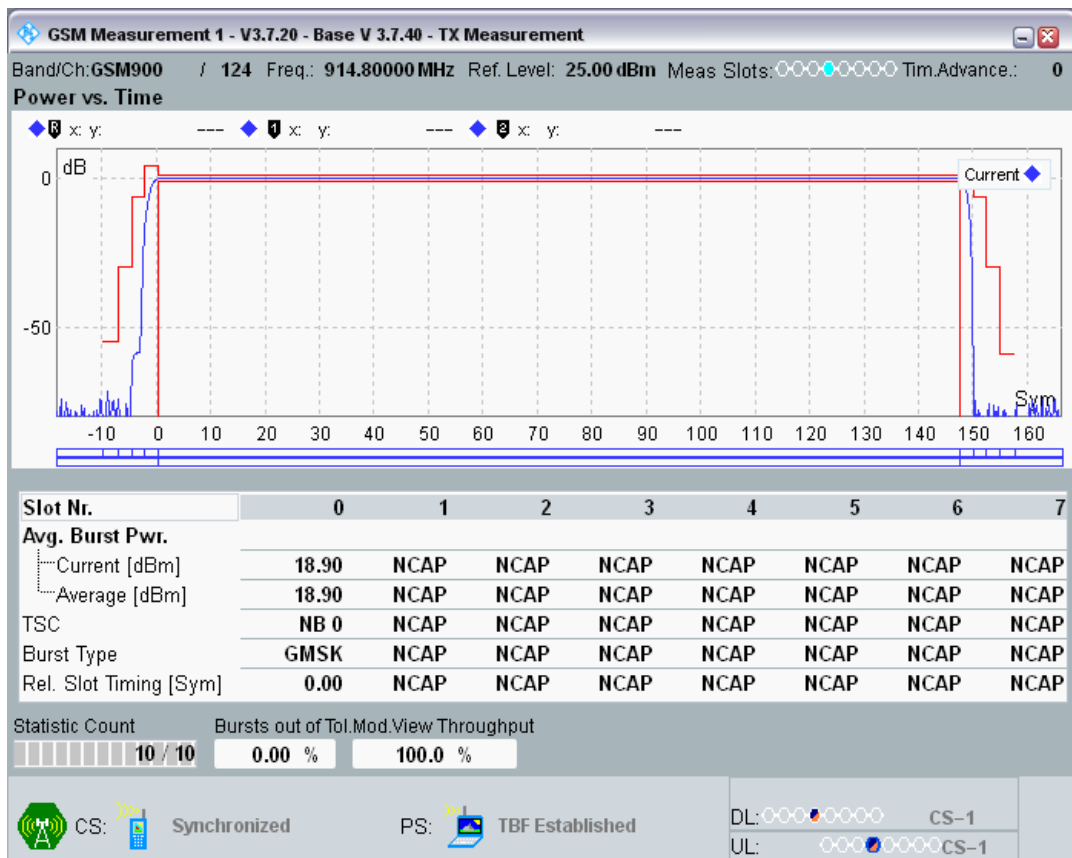 GSM Measurement 1 - V3.7.20 - Base V 3.7.40 - TX Measurement
Band/Ch:GSM900 / 124 Freq.: 914.80000 MHz Ref. Level: 25.00 dBm Meas Slots: Tim.Advance.: 0
Power vs. Time
R x: y: --- 1 x: y: --- 2 x: y: ---
dB
0
Current
-50
Sym
-10 0 10 20 30 40 50 60 70 80 90 100 110 120 130 140 150 160
Slot Nr. 0 1 2 3 4 5 6 7
Avg. Burst Pwr.
Current [dBm] 18.90 NCAP NCAP NCAP NCAP NCAP NCAP NCAP
Average [dBm] 18.90 NCAP NCAP NCAP NCAP NCAP NCAP NCAP
TSC NB 0 NCAP NCAP NCAP NCAP NCAP NCAP NCAP
Burst Type GMSK NCAP NCAP NCAP NCAP NCAP NCAP NCAP
Rel. Slot Timing [Sym] 0.00 NCAP NCAP NCAP NCAP NCAP NCAP NCAP
Statistic Count Bursts out of Tol.Mod.View Throughput
10 / 10 0.00 % 100.0 %
DL: CS-1
CS: Synchronized PS: TBF Established
UL: CS-1